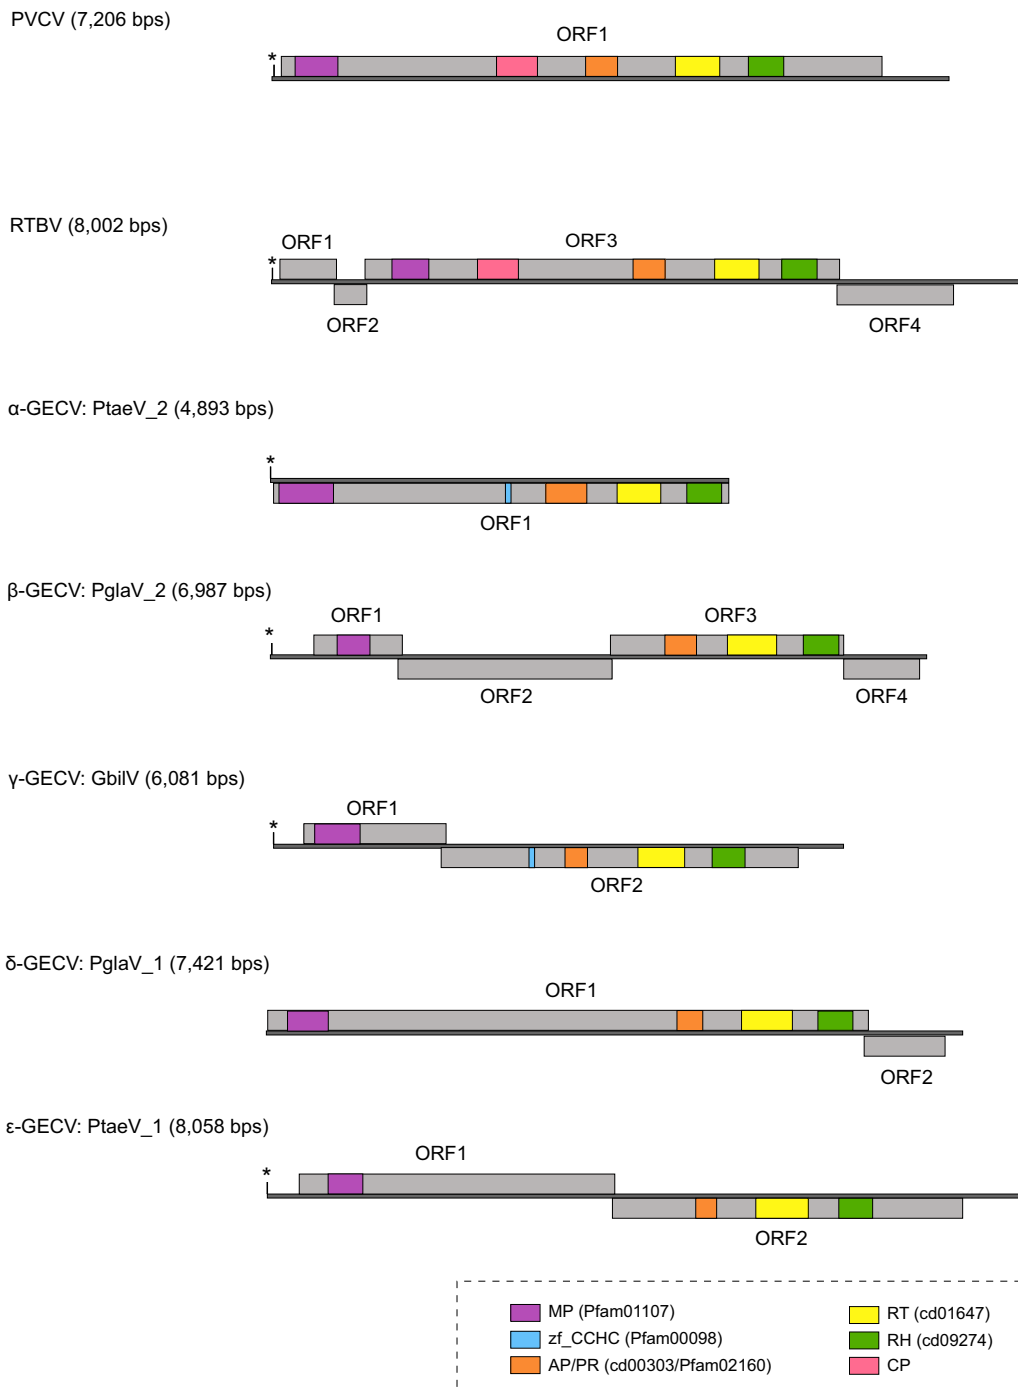 PVCV (7,206 bps)
ORF1
*
RTBV (8,002 bps)
ORF1 ORF3
*
ORF2 ORF4
α-GECV: PtaeV_2 (4,893 bps)
*
ORF1
β-GECV: PglaV_2 (6,987 bps)
ORF1 ORF3
*
ORF2 ORF4
γ-GECV: GbilV (6,081 bps)
ORF1
*
ORF2
δ-GECV: PglaV_1 (7,421 bps)
ORF1
ORF2
ε-GECV: PtaeV_1 (8,058 bps)
ORF1
*
ORF2
MP (Pfam01107) RT (cd01647)
zf_CCHC (Pfam00098) RH (cd09274)
AP/PR (cd00303/Pfam02160) CP